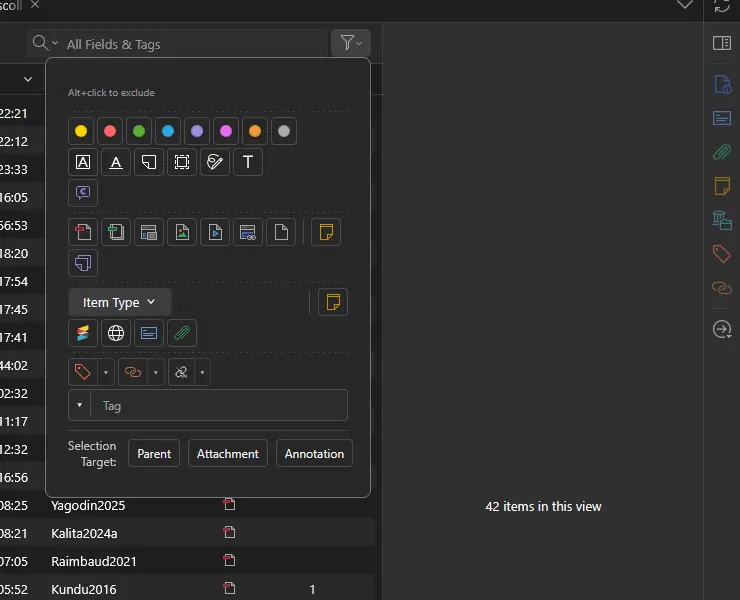 scoll
All Fields & Tags
Alt+click to exclude
22:21
22:12
23:33
16:05
56:53
18:20
17:54
Item Type
17:45
17:41
44:02
02:32
Tag
11:17
12:32
Selection
Target:
Parent
Attachment
Annotation
16:56
08:25 Yagodin2025
42 items in this view
08:21 Kalita2024a
07:05 Raimbaud2021
05:52 Kundu2016 1